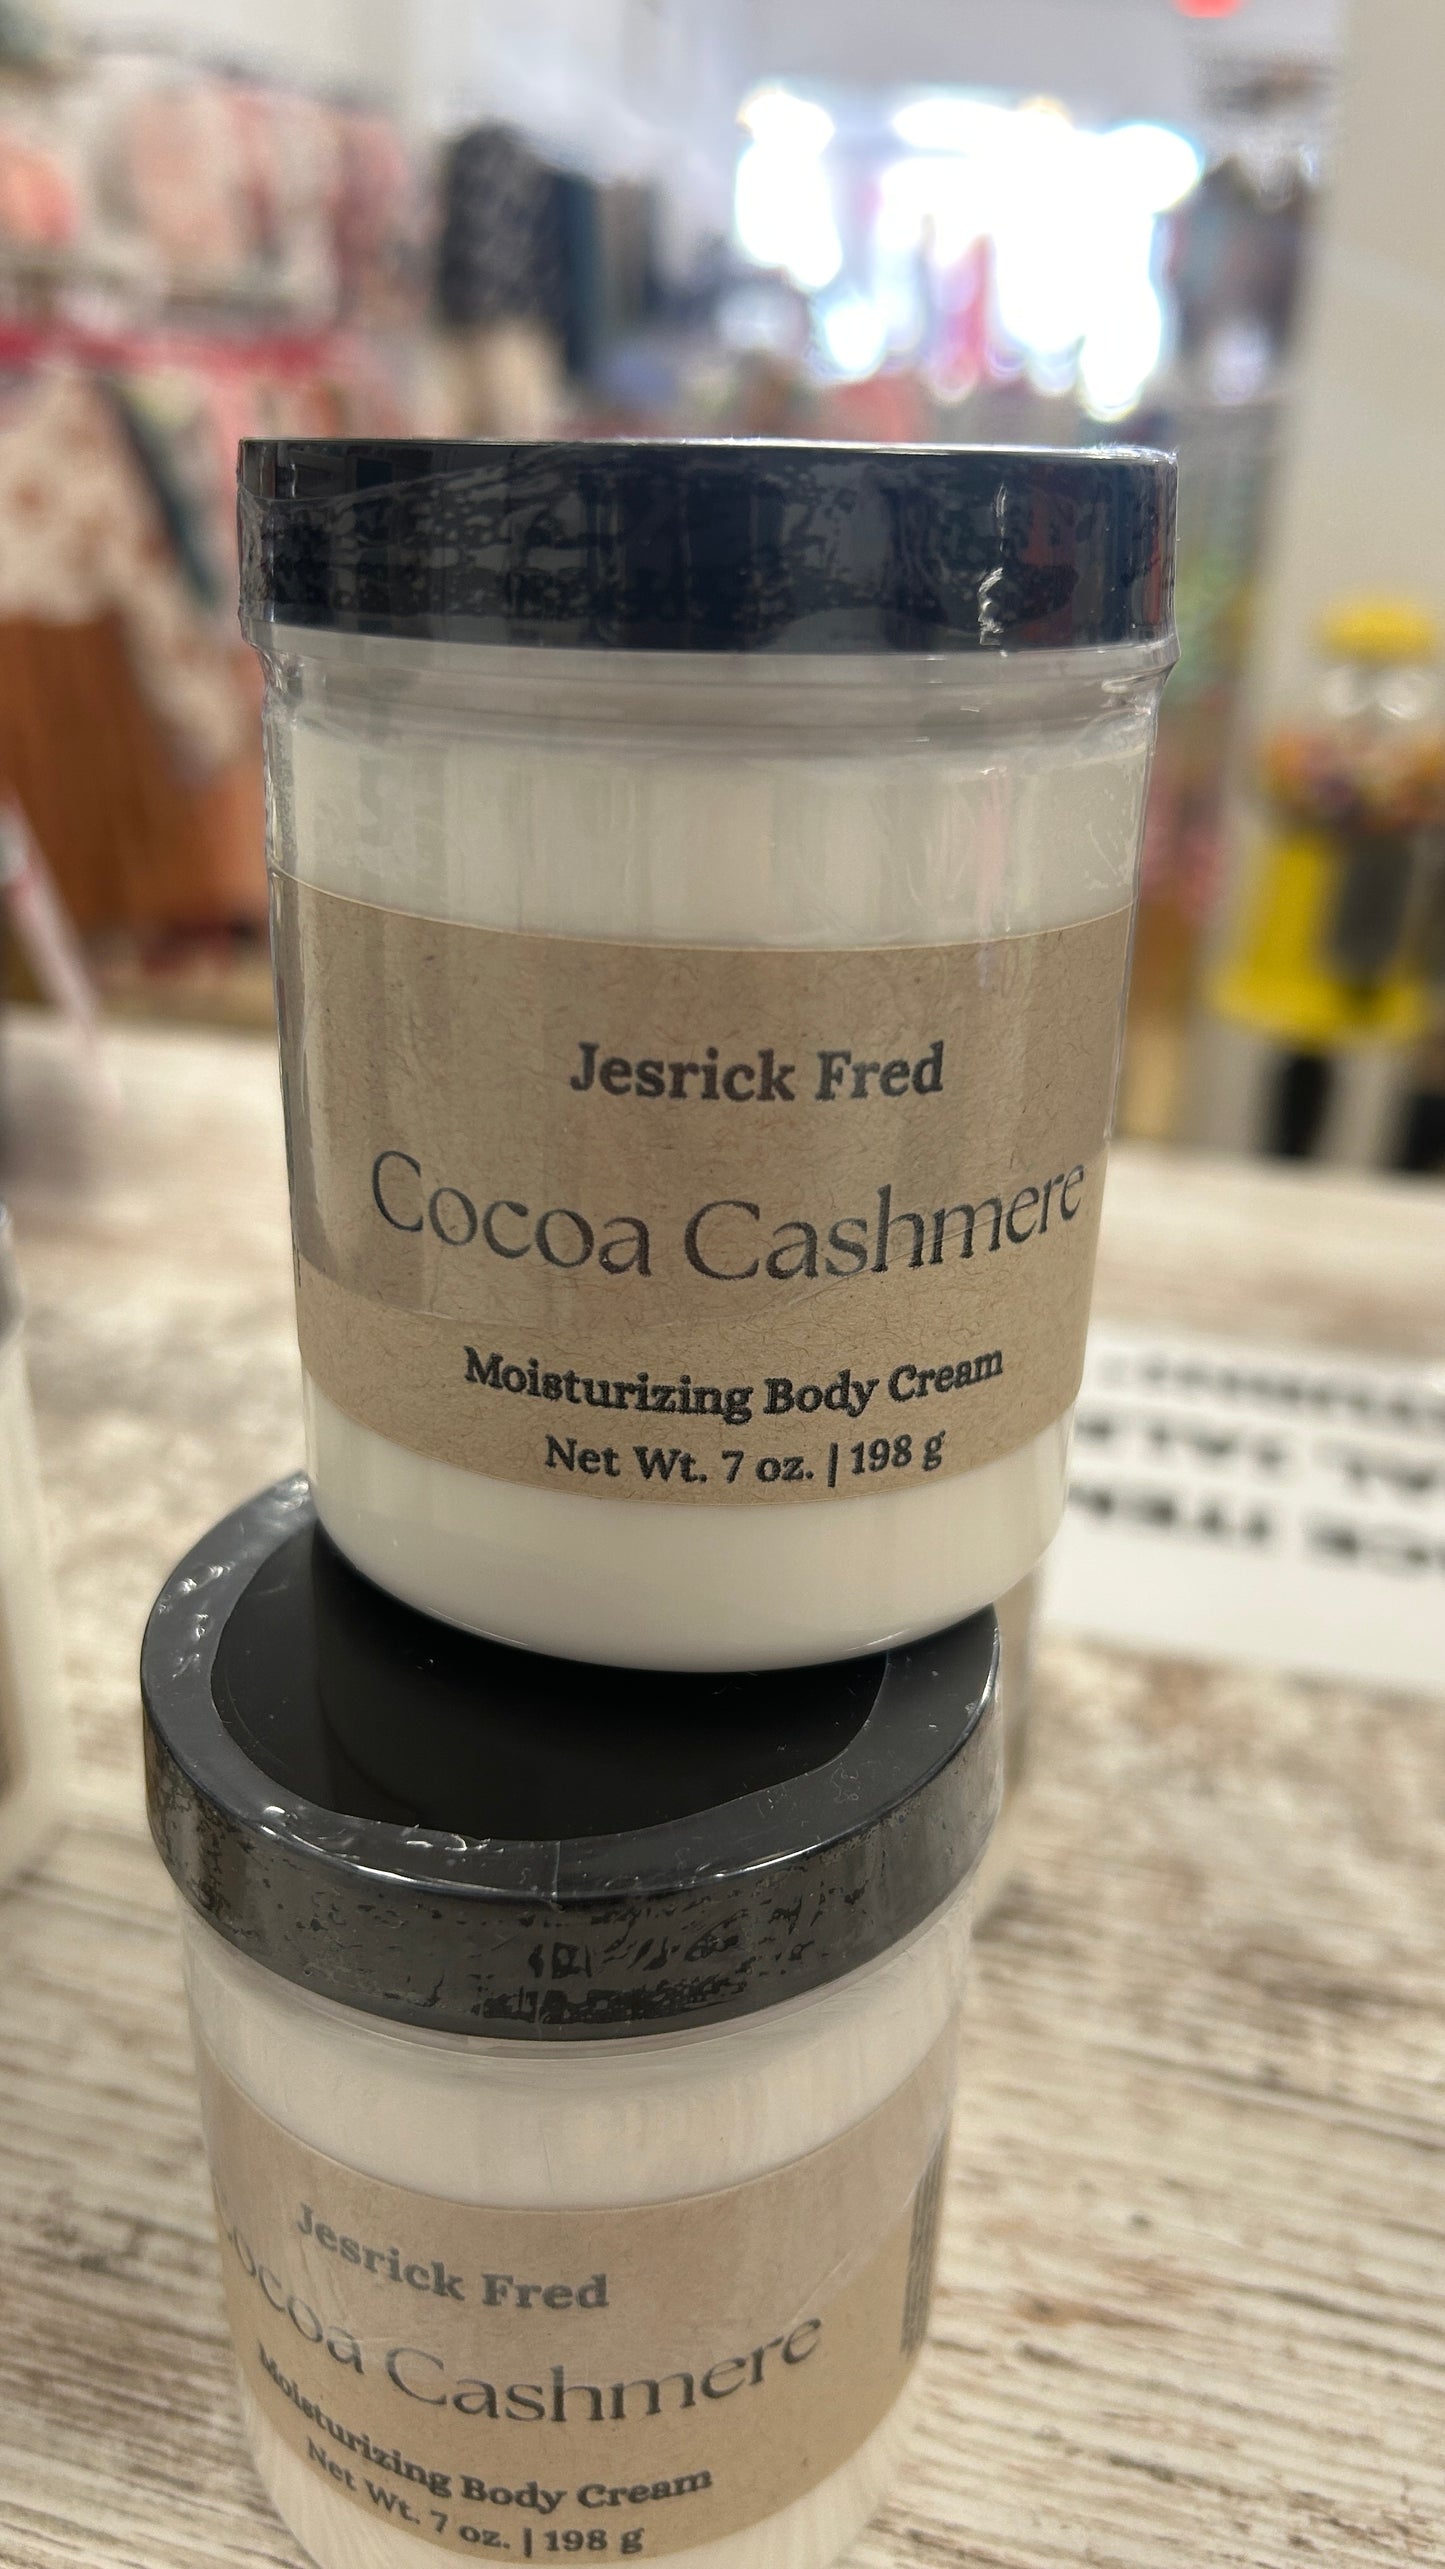 Jesrick Fred
Cocoa Cashmere
Moisturizing Body Cream
Net Wt. 7 oz. | 198 g
Jesrick Fred
Cocoa Cashmere
Moisturizing Body Cream
Net Wt. 7 oz. | 198 g